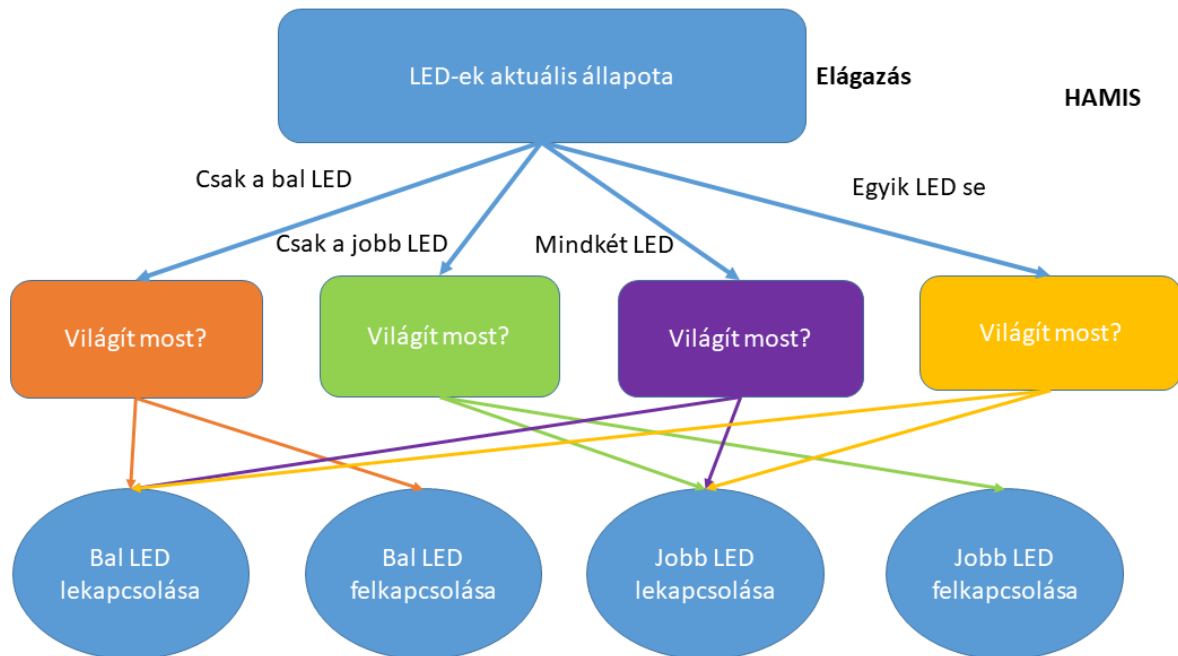 LED-ek aktuális állapota
Elágazás
HAMIS
Csak a bal LED
Egyik LED se
Csak a jobb LED
Mindkét LED
Világít most?
Világít most?
Világít most?
Világít most?
Bal LED
lekapcsolása
Bal LED
felkapcsolása
Jobb LED
lekapcsolása
Jobb LED
felkapcsolása